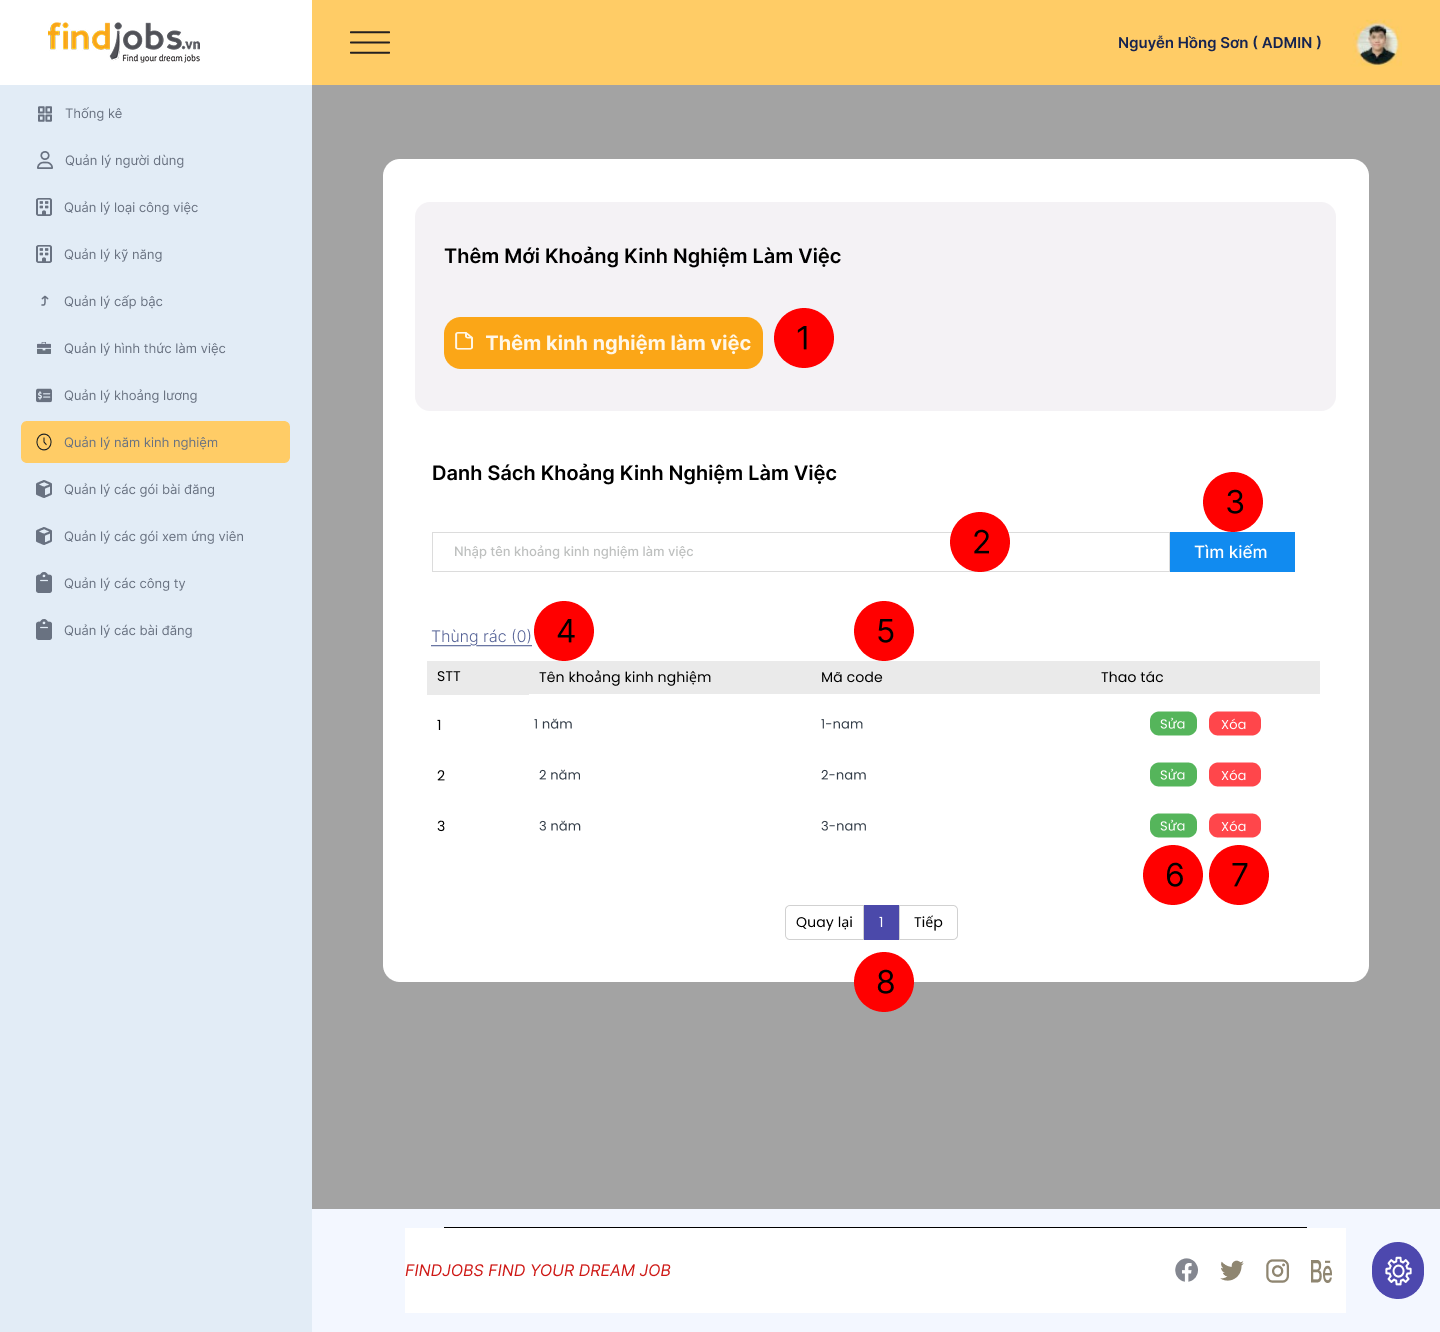 findjobs.vn
Find your dream jobs
Nguyễn Hồng Sơn ( ADMIN )
Thống kê
Quản lý người dùng
Quản lý loại công việc
Quản lý kỹ năng
Quản lý cấp bậc
Quản lý hình thức làm việc
Quản lý khoảng lương
Quản lý năm kinh nghiệm
Quản lý các gói bài đăng
Quản lý các gói xem ứng viên
Quản lý các công ty
Quản lý các bài đăng
Thêm Mới Khoảng Kinh Nghiệm Làm Việc
Thêm kinh nghiệm làm việc 1
Danh Sách Khoảng Kinh Nghiệm Làm Việc
3
Nhập tên khoảng kinh nghiệm làm việc 2 Tìm kiếm
Thùng rác (0) 4 5
STT Tên khoảng kinh nghiệm Mã code Thao tác
1 1 năm 1-nam Sửa Xóa
2 2 năm 2-nam Sửa Xóa
3 3 năm 3-nam Sửa Xóa
6 7
Quay lại 1 Tiếp
8
FINDJOBS FIND YOUR DREAM JOB